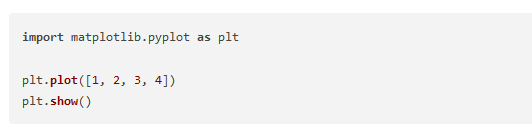 import matplotlib.pyplot as plt
plt.plot([1, 2, 3, 4])
plt.show()